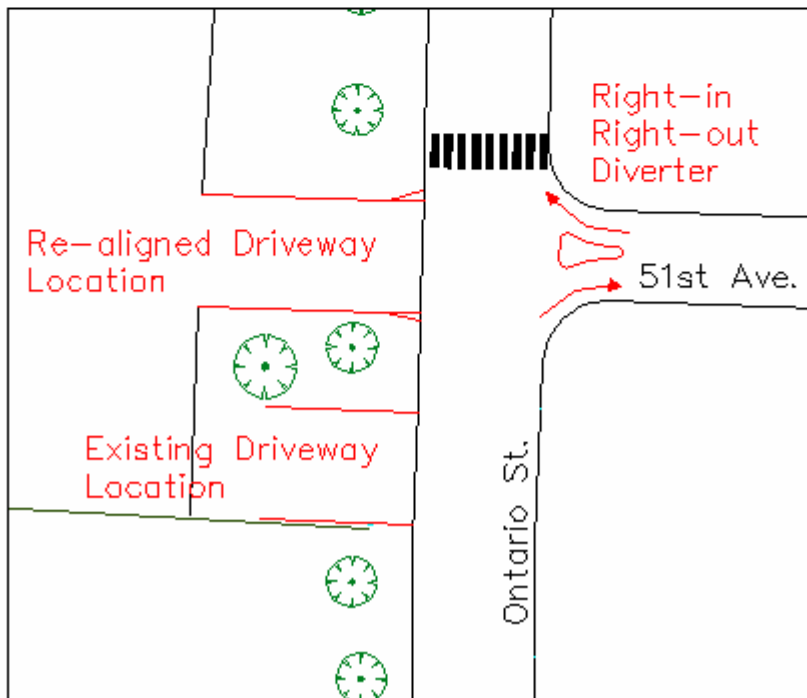 Right-in
Right-out
Diverter
Re-aligned Driveway
Location
51st Ave.
Existing Driveway
Location
Ontario St.